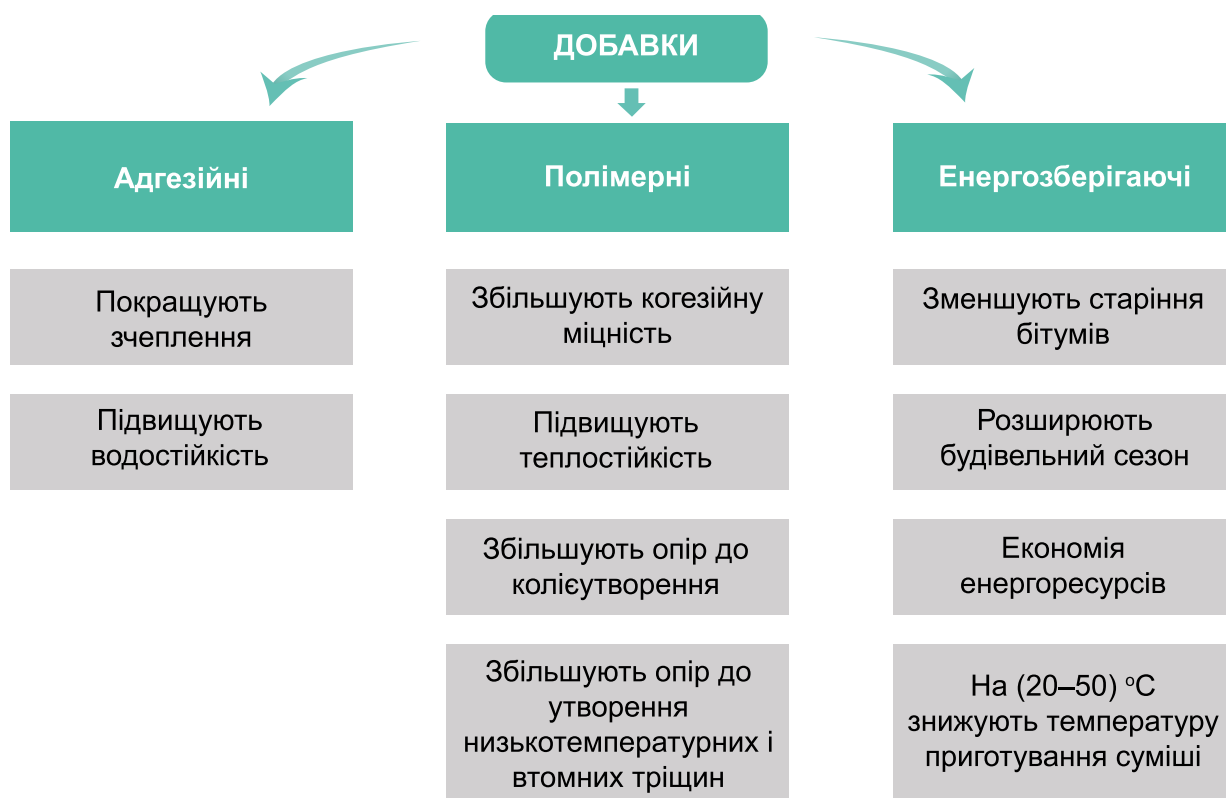 ДОБАВКИ
Адгезійні
Покращують
зчеплення
Підвищують
водостійкість
Полімерні
Збільшують когезійну
міцність
Підвищують
теплостійкість
Збільшують опір до
колієутворення
Збільшують опір до
утворення
низькотемпературних і
втомних тріщин
Енергозберігаючі
Зменшують старіння
бітумів
Розширюють
будівельний сезон
Економія
енергоресурсів
На (20–50) °С
знижують температуру
приготування суміші